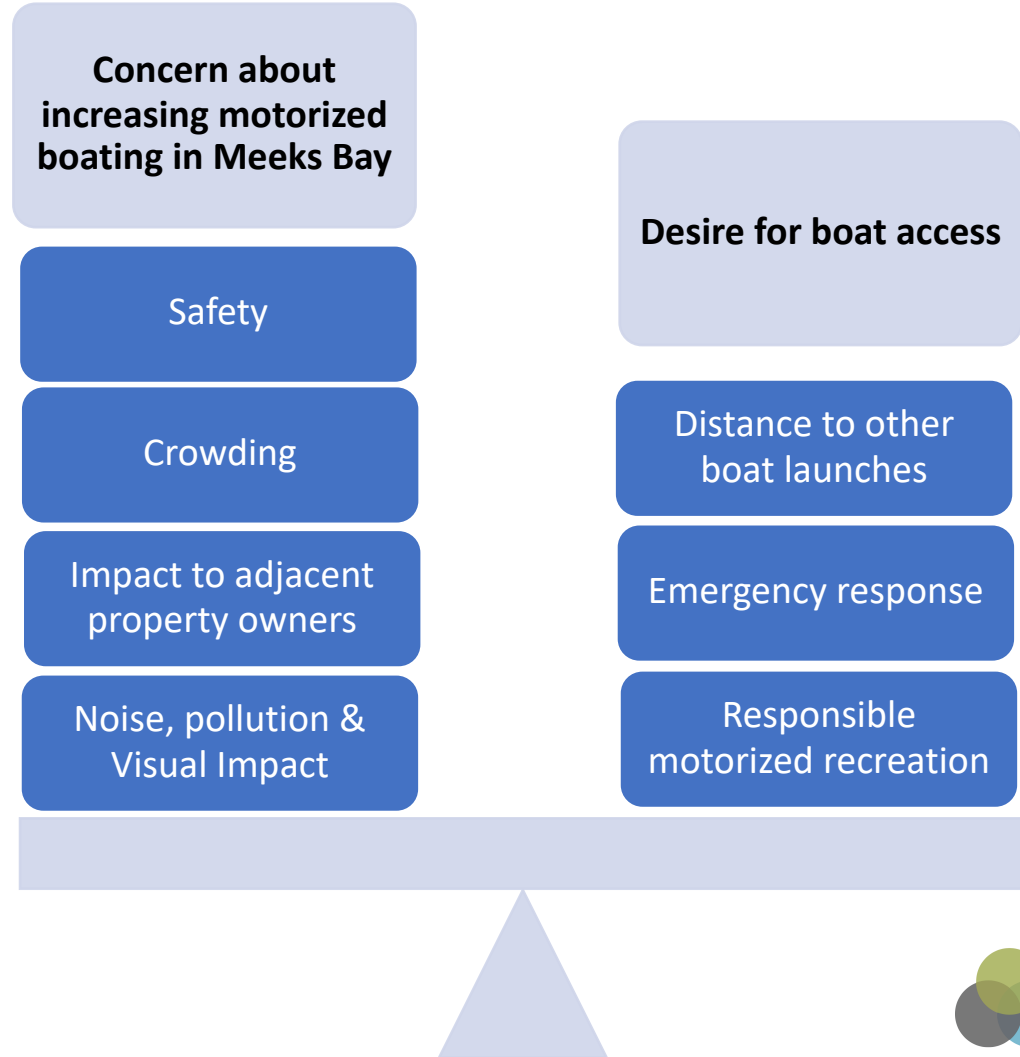 Concern about
increasing motorized
boating in Meeks Bay
Safety
Crowding
Impact to adjacent
property owners
Noise, pollution &
Visual Impact
Desire for boat access
Distance to other
boat launches
Emergency response
Responsible
motorized recreation